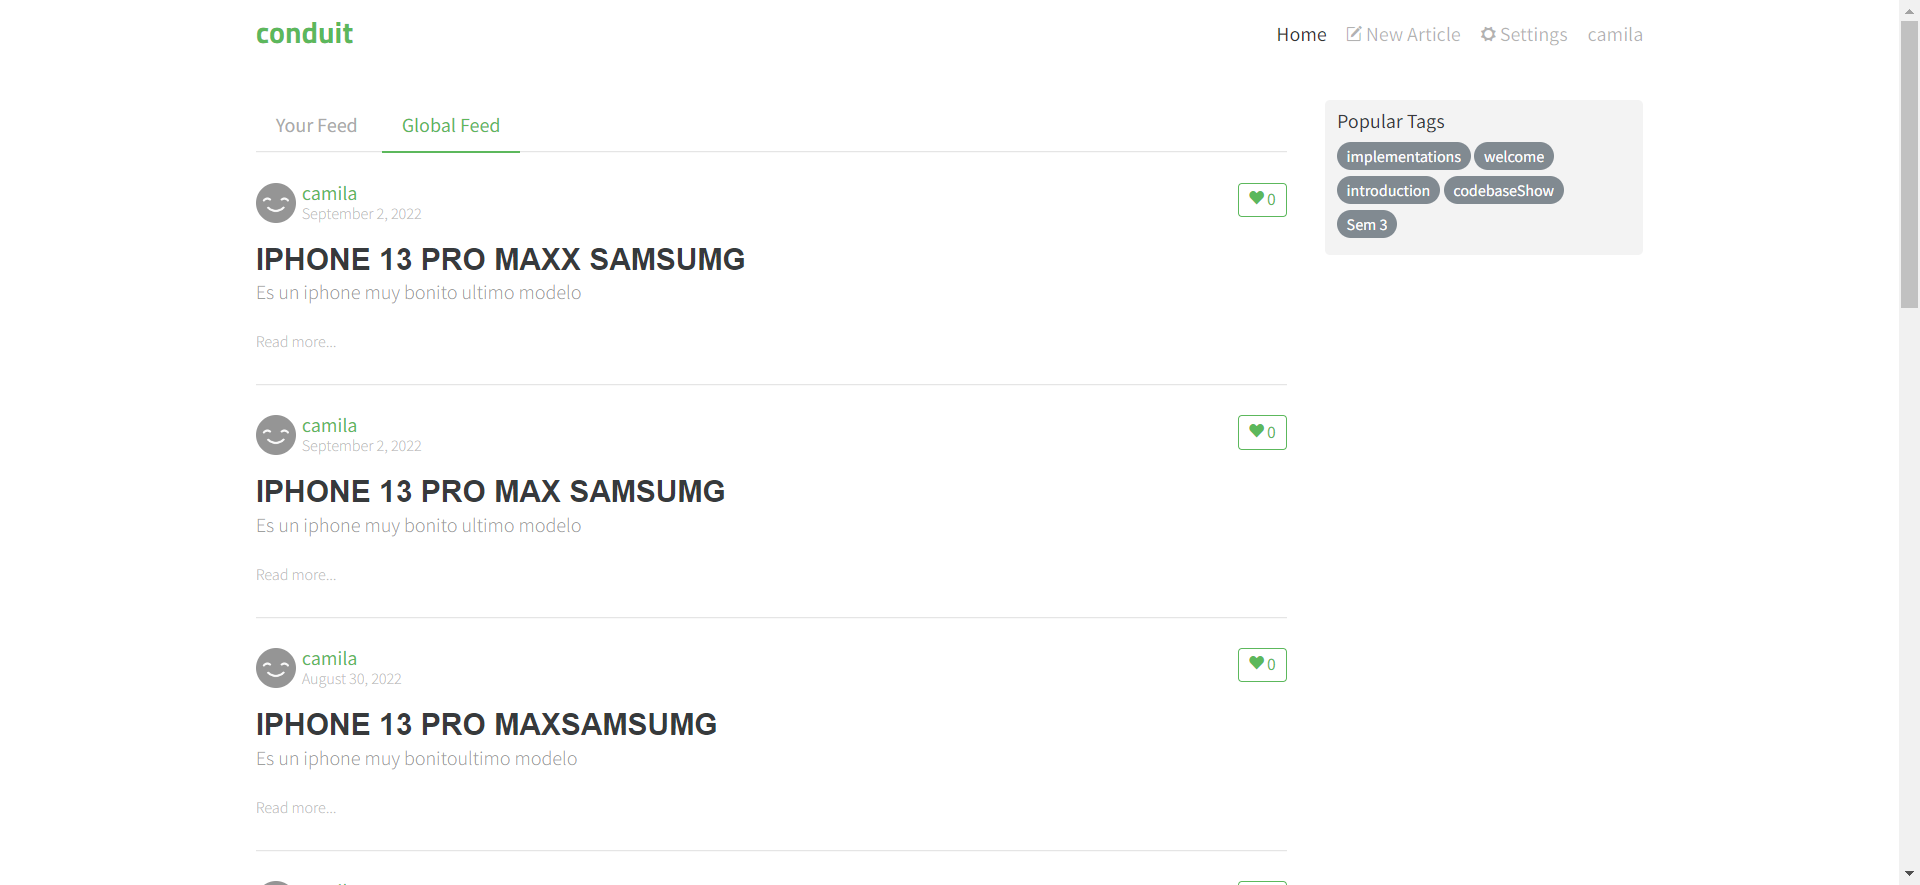 conduit
Home New Article Settings camila
Your Feed Global Feed
Popular Tags
implementations welcome
introduction codebaseShow
Sem 3
camila
September 2, 2022
0
IPHONE 13 PRO MAXX SAMSUMG
Es un iphone muy bonito ultimo modelo
Read more...
camila
September 2, 2022
0
IPHONE 13 PRO MAX SAMSUMG
Es un iphone muy bonito ultimo modelo
Read more...
camila
August 30, 2022
0
IPHONE 13 PRO MAXSAMSUMG
Es un iphone muy bonitoultimo modelo
Read more...